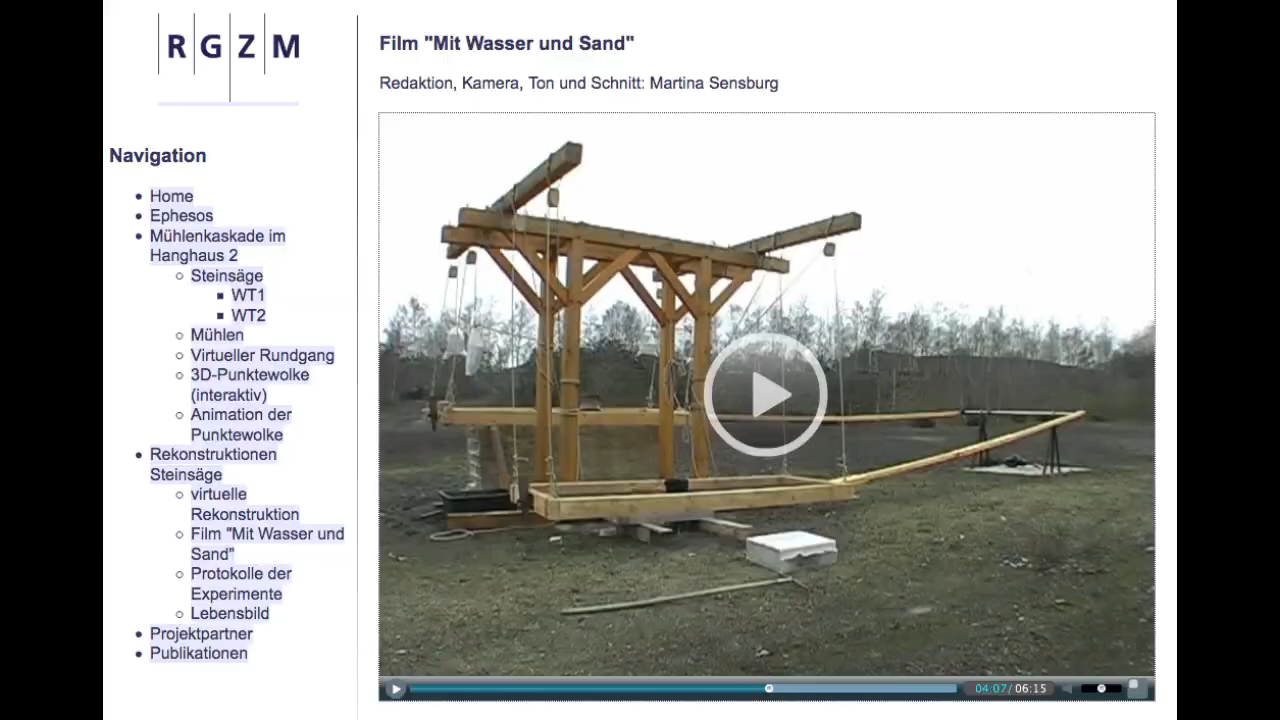 RGZM
Film "Mit Wasser und Sand"
Redaktion, Kamera, Ton und Schnitt: Martina Sensburg
Navigation
Home
Ephesos
Mühlenkaskade im
Hanghaus 2
Steinsäge
WT1
WT2
Mühlen
Virtueller Rundgang
3D-Punktewolke
(interaktiv)
Animation der
Punktewolke
Rekonstruktionen
Steinsäge
virtuelle
Rekonstruktion
Film "Mit Wasser und
Sand"
Protokolle der
Experimente
Lebensbild
Projektpartner
Publikationen
04:07/ 06:15